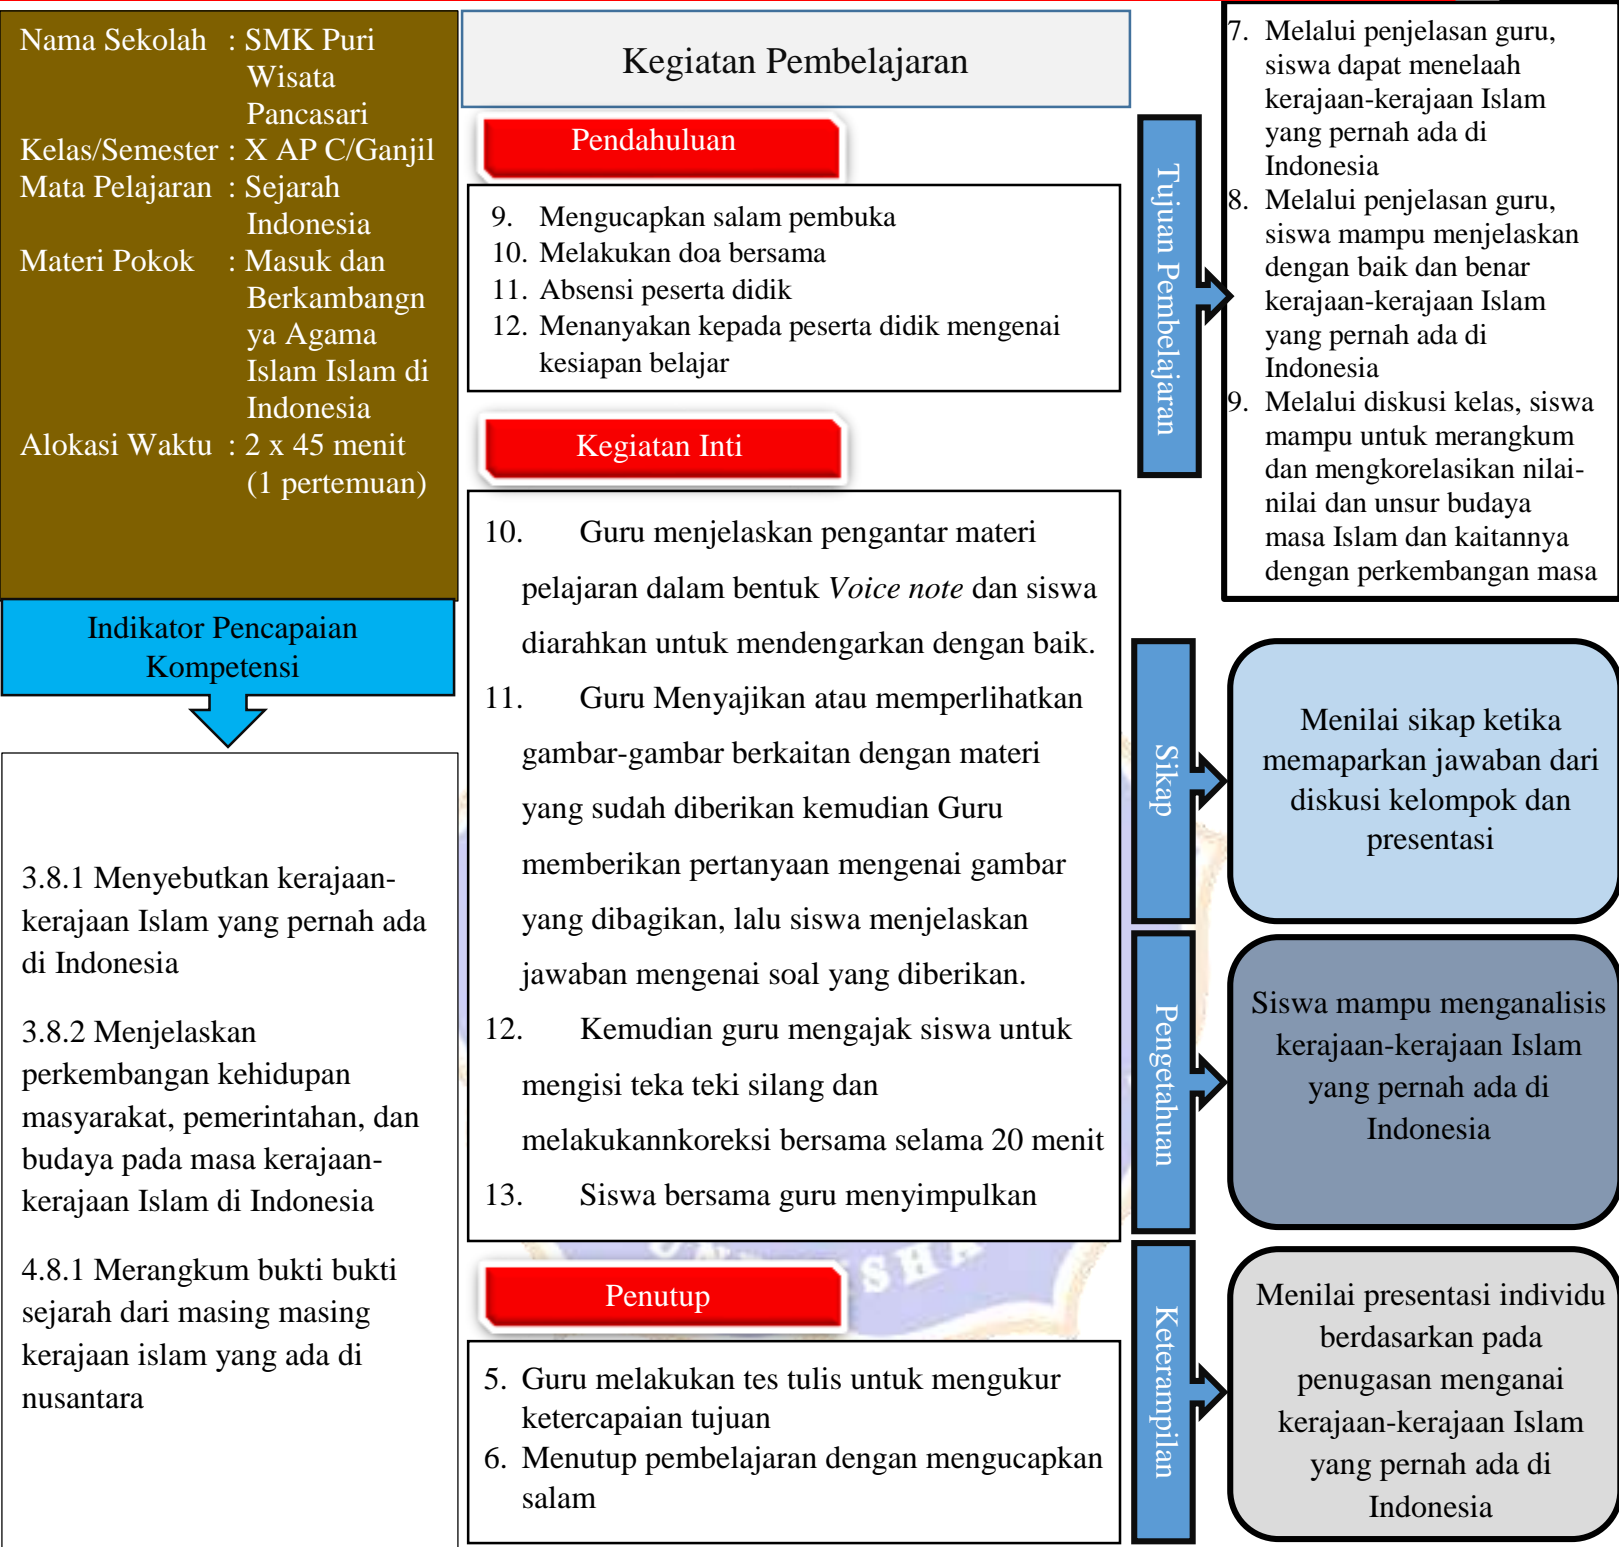 Nama Sekolah : SMK Puri
Wisata
Pancasari
Kelas/Semester : X AP C/Ganjil
Mata Pelajaran : Sejarah
Indonesia
Materi Pokok : Masuk dan
Berkambangn
ya Agama
Islam Islam di
Indonesia
Alokasi Waktu : 2 x 45 menit
(1 pertemuan)
Indikator Pencapaian
Kompetensi
3.8.1 Menyebutkan kerajaan-
kerajaan Islam yang pernah ada
di Indonesia
3.8.2 Menjelaskan
perkembangan kehidupan
masyarakat, pemerintahan, dan
budaya pada masa kerajaan-
kerajaan Islam di Indonesia
4.8.1 Merangkum bukti bukti
sejarah dari masing masing
kerajaan islam yang ada di
nusantara
Kegiatan Pembelajaran
Pendahuluan
9. Mengucapkan salam pembuka
10. Melakukan doa bersama
11. Absensi peserta didik
12. Menanyakan kepada peserta didik mengenai
kesiapan belajar
Kegiatan Inti
10. Guru menjelaskan pengantar materi
pelajaran dalam bentuk Voice note dan siswa
diarahkan untuk mendengarkan dengan baik.
11. Guru Menyajikan atau memperlihatkan
gambar-gambar berkaitan dengan materi
yang sudah diberikan kemudian Guru
memberikan pertanyaan mengenai gambar
yang dibagikan, lalu siswa menjelaskan
jawaban mengenai soal yang diberikan.
12. Kemudian guru mengajak siswa untuk
mengisi teka teki silang dan
melakukannkoreksi bersama selama 20 menit
13. Siswa bersama guru menyimpulkan
Penutup
5. Guru melakukan tes tulis untuk mengukur
ketercapaian tujuan
6. Menutup pembelajaran dengan mengucapkan
salam
Tujuan Pembelajaran
7. Melalui penjelasan guru,
siswa dapat menelaah
kerajaan-kerajaan Islam
yang pernah ada di
Indonesia
8. Melalui penjelasan guru,
siswa mampu menjelaskan
dengan baik dan benar
kerajaan-kerajaan Islam
yang pernah ada di
Indonesia
9. Melalui diskusi kelas, siswa
mampu untuk merangkum
dan mengkorelasikan nilai-
nilai dan unsur budaya
masa Islam dan kaitannya
dengan perkembangan masa
Sikap
Menilai sikap ketika
memaparkan jawaban dari
diskusi kelompok dan
presentasi
Pengetahuan
Siswa mampu menganalisis
kerajaan-kerajaan Islam
yang pernah ada di
Indonesia
Keterampilan
Menilai presentasi individu
berdasarkan pada
penugasan menganai
kerajaan-kerajaan Islam
yang pernah ada di
Indonesia